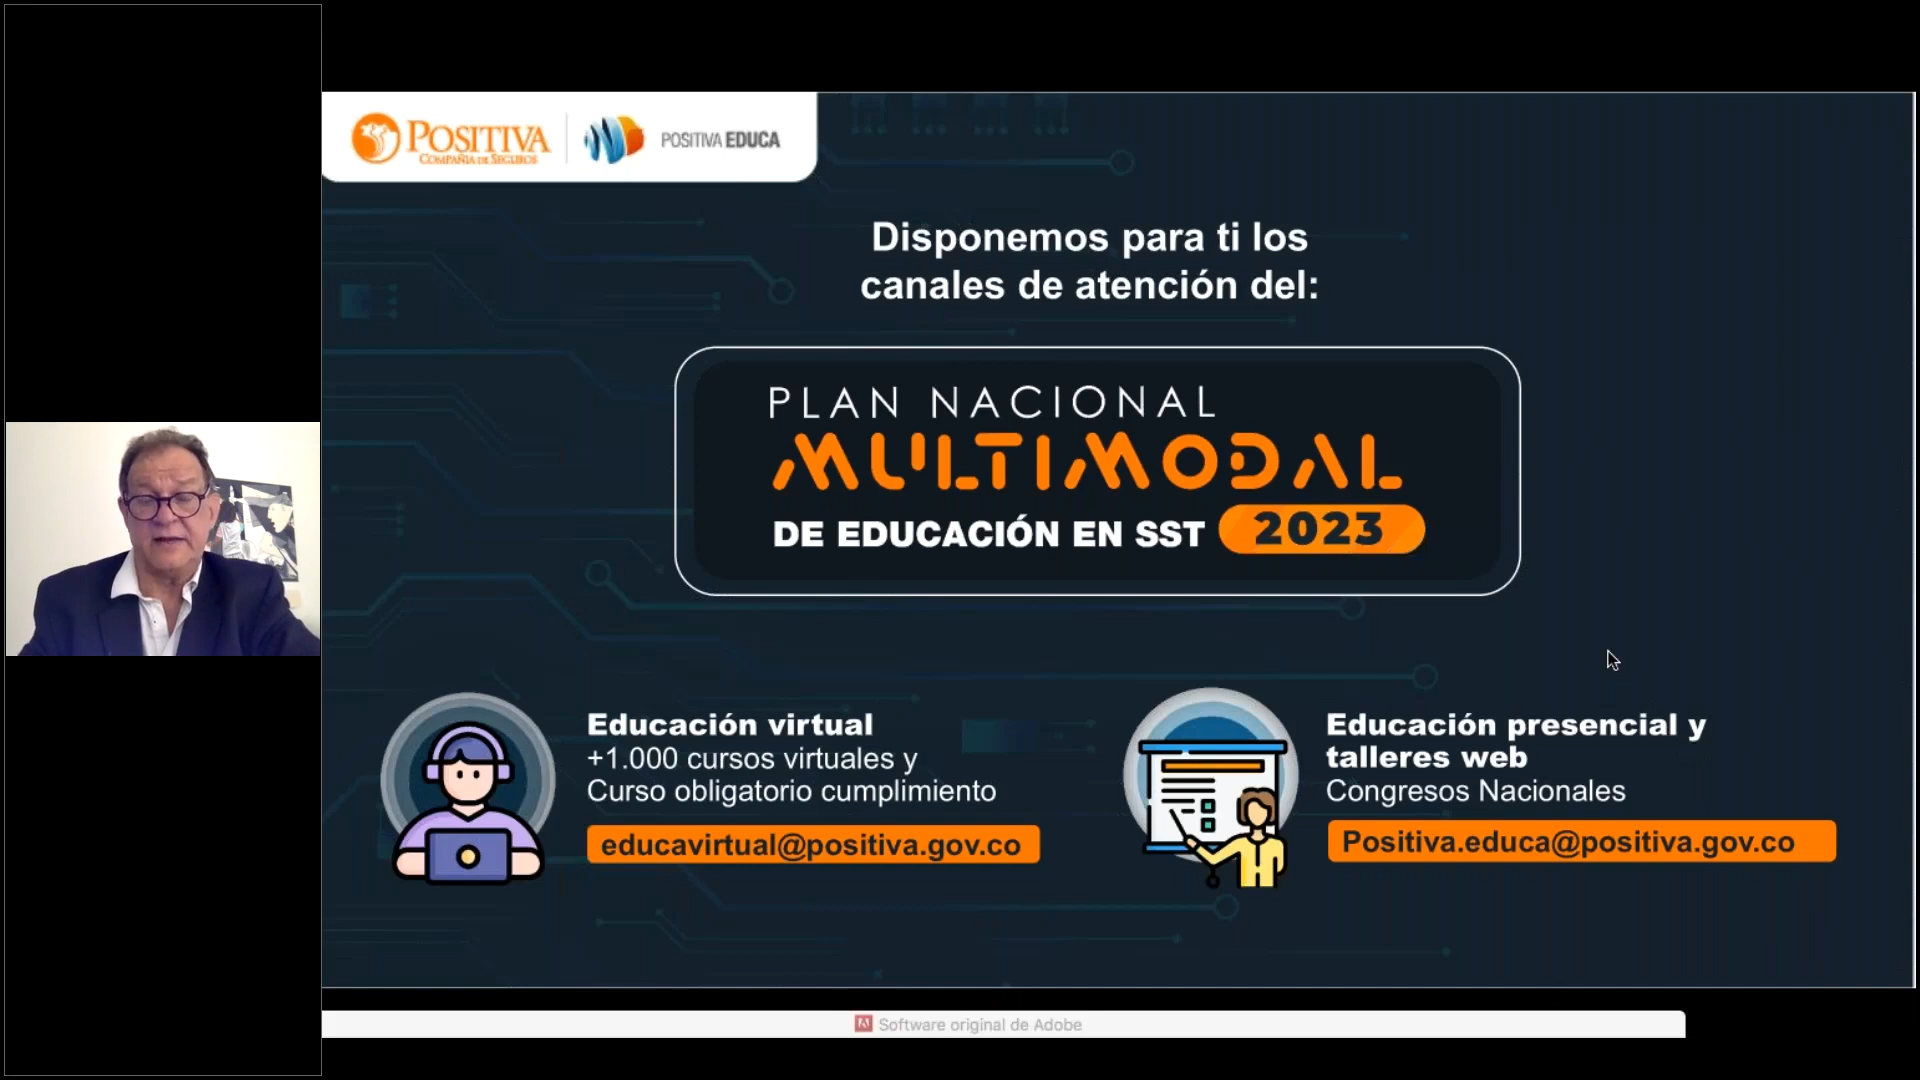 POSITIVA
COMPAÑIA DE SEGUROS
POSITIVA EDUCA
Disponemos para ti los
canales de atención del:
PLAN NACIONAL
MULTIMODAL
DE EDUCACIÓN EN SST 2023
Educación virtual
+1.000 cursos virtuales y
Curso obligatorio cumplimiento
educavirtual@positiva.gov.co
Educación presencial y
talleres web
Congresos Nacionales
Positiva.educa@positiva.gov.co
Software original de Adobe